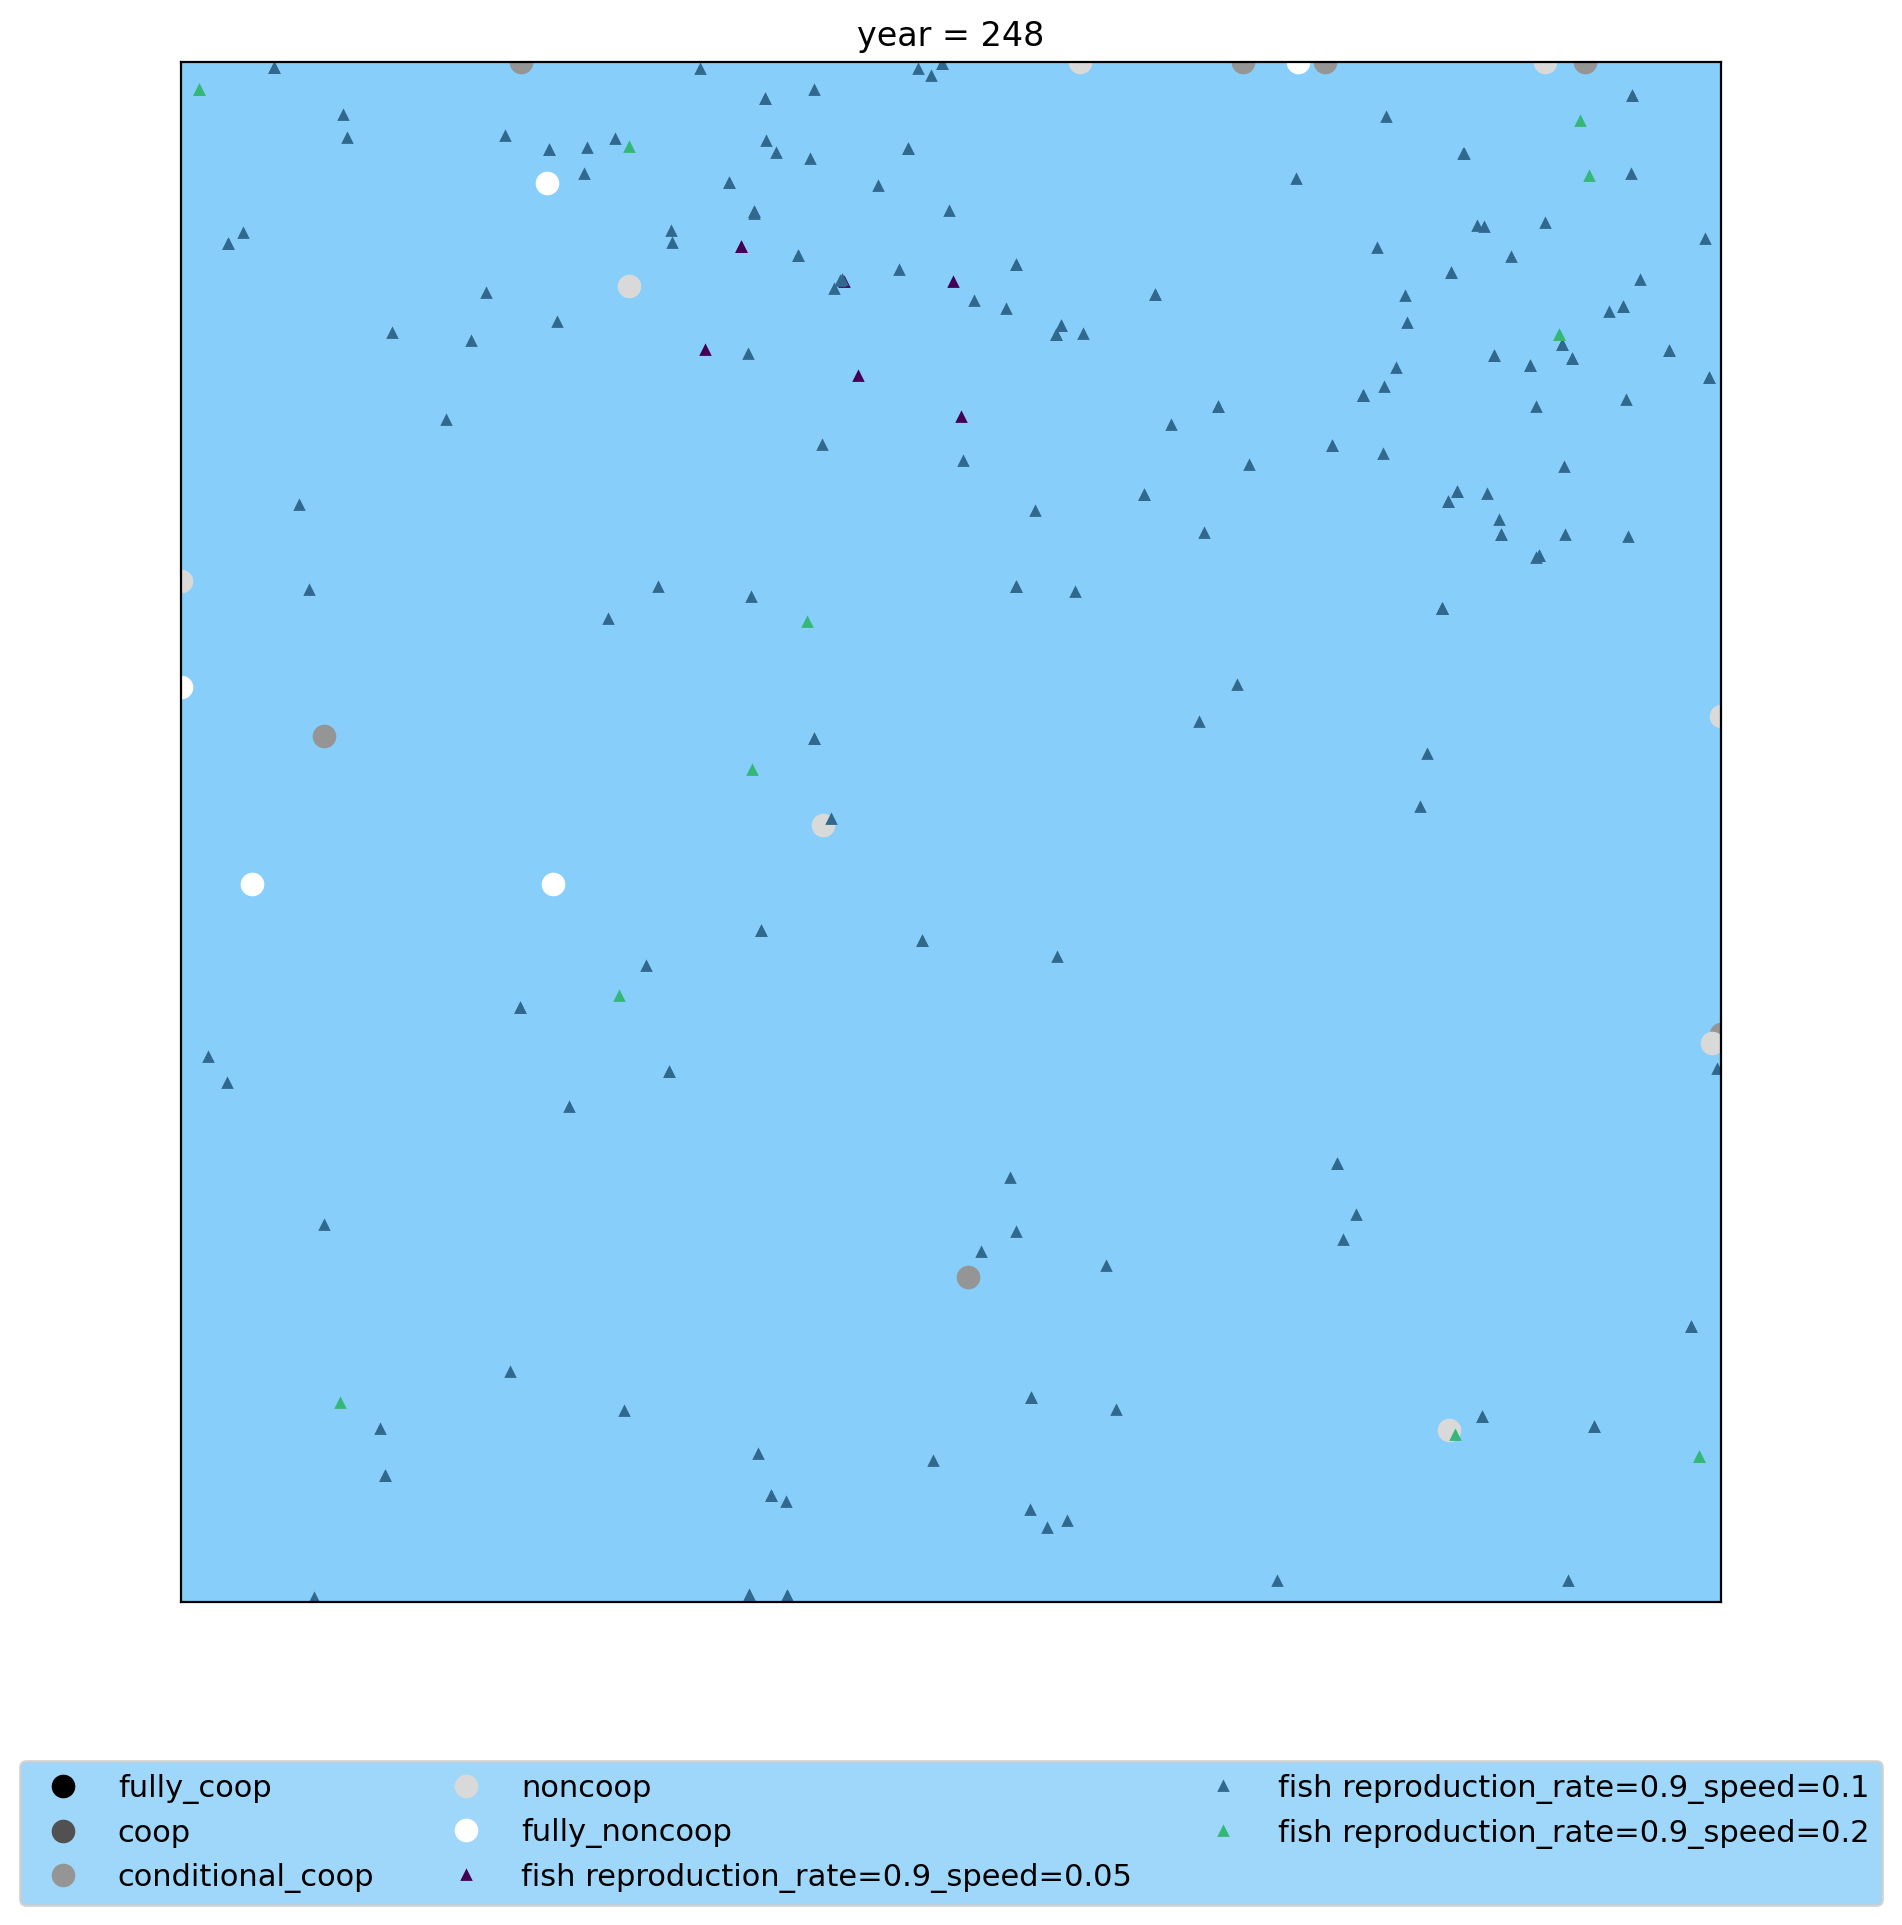 year = 248
fully_coop
coop
conditional_coop
noncoop
fully_noncoop
fish reproduction_rate=0.9_speed=0.05
fish reproduction_rate=0.9_speed=0.1
fish reproduction_rate=0.9_speed=0.2